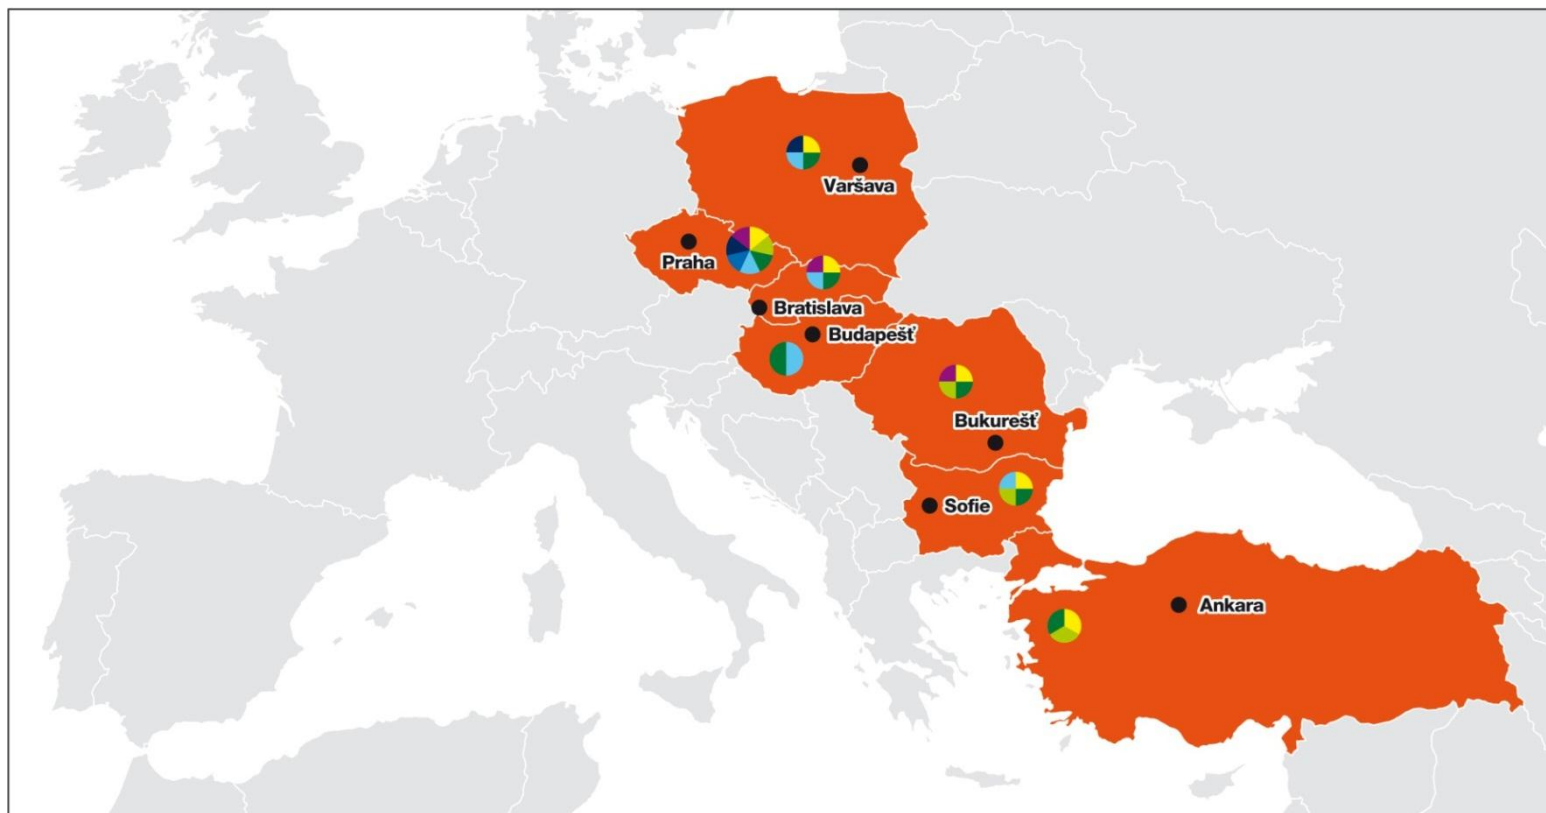 Varšava
Praha
Bratislava
Budapešť
Bukurešť
Sofie
Ankara